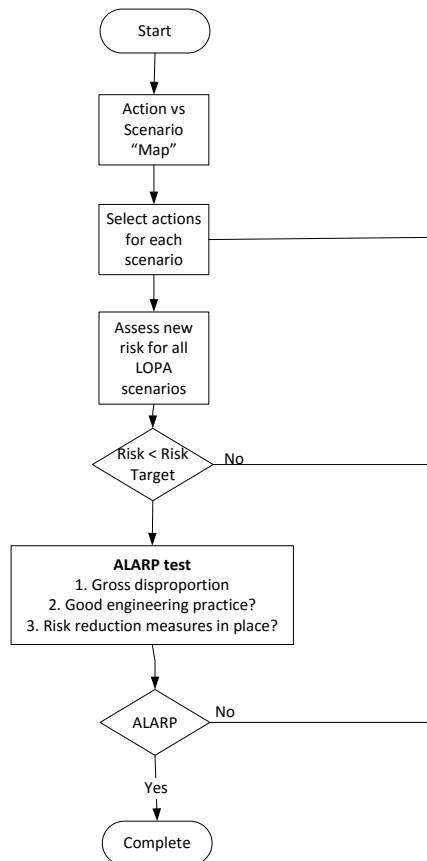 Start
Action vs
Scenario
“Map”
Select actions
for each
scenario
Assess new
risk for all
LOPA
scenarios
Risk < Risk
Target
No
ALARP test
1. Gross disproportion
2. Good engineering practice?
3. Risk reduction measures in place?
ALARP
No
Yes
Complete